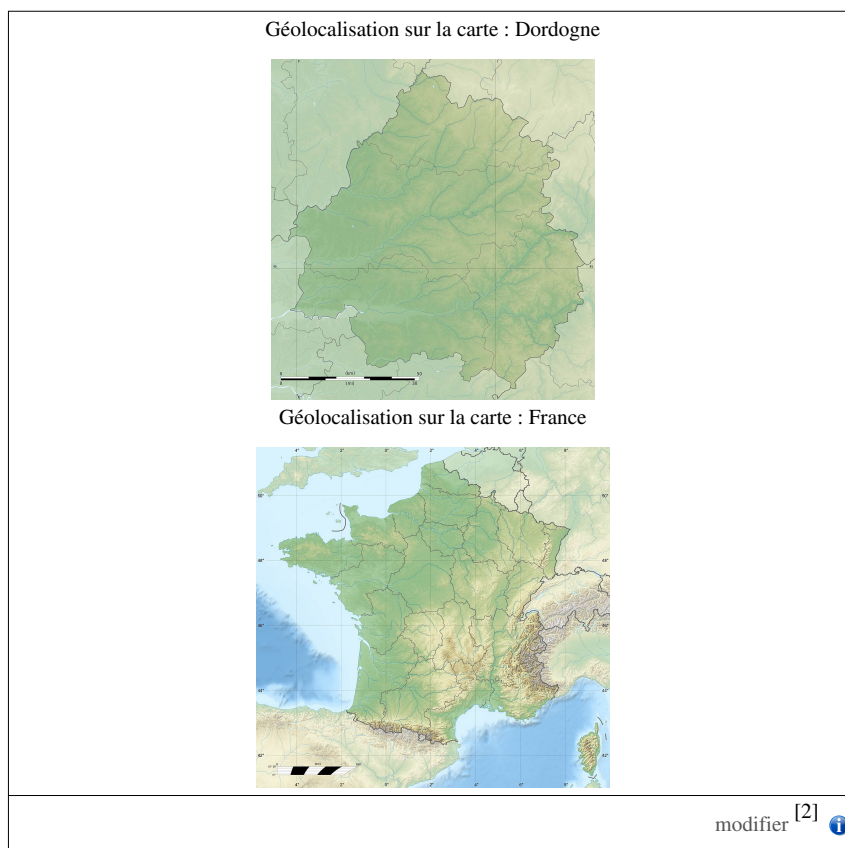 Géolocalisation sur la carte : Dordogne
Géolocalisation sur la carte : France
modifier [2]